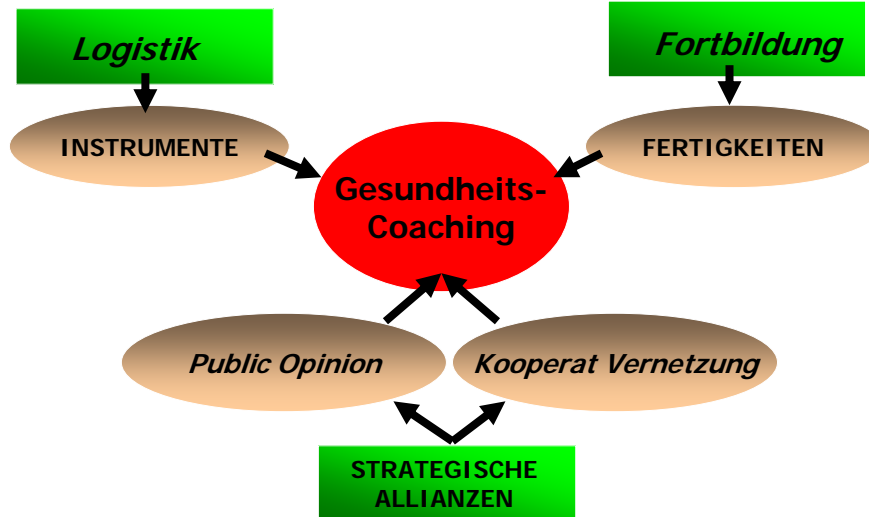 Logistik
Fortbildung
INSTRUMENTE
FERTIGKEITEN
Gesundheits-
Coaching
Public Opinion
Kooperat Vernetzung
STRATEGISCHE
ALLIANZEN